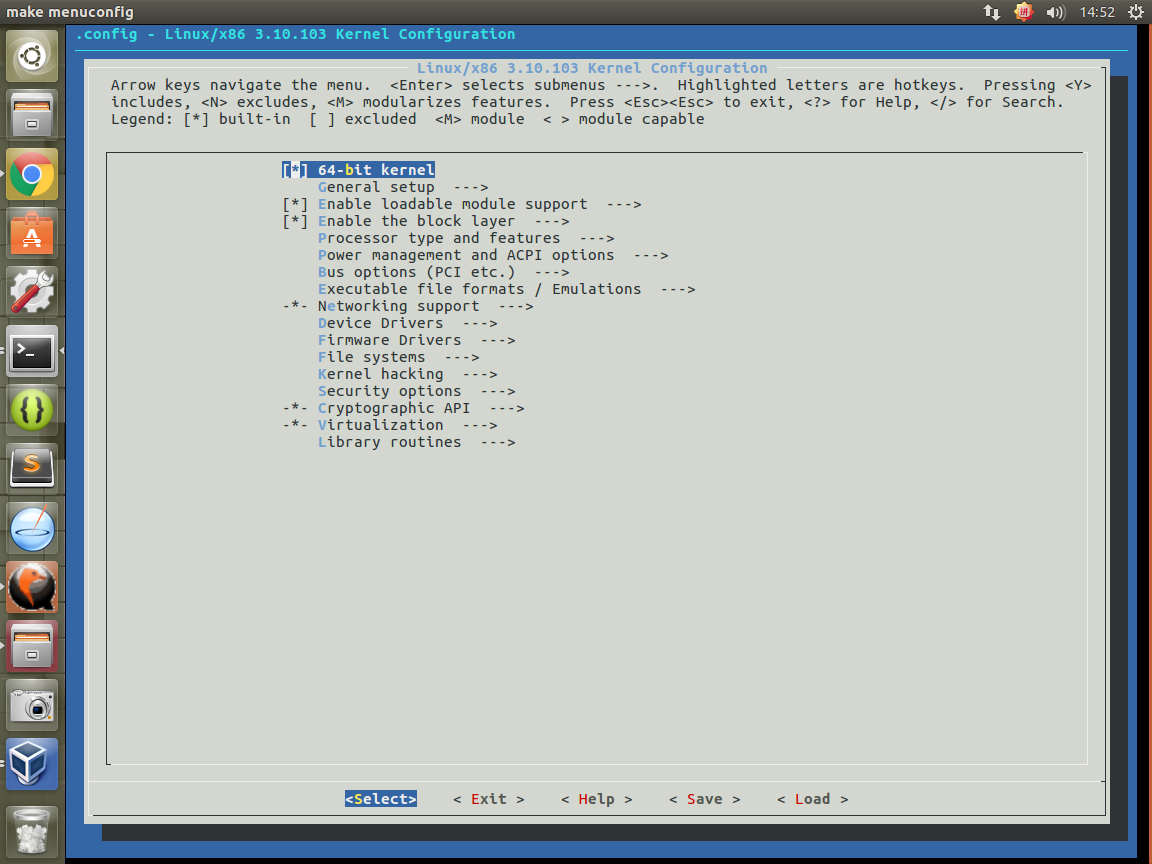 make menuconfig 14:52
.config - Linux/x86 3.10.103 Kernel Configuration
Linux/x86 3.10.103 Kernel Configuration
Arrow keys navigate the menu.  <Enter> selects submenus --->.  Highlighted letters are hotkeys.  Pressing <Y>
includes, <N> excludes, <M> modularizes features.  Press <Esc><Esc> to exit, <?> for Help, </> for Search.
Legend: [*] built-in  [ ] excluded  <M> module  < > module capable
[*] 64-bit kernel
General setup  --->
[*] Enable loadable module support  --->
[*] Enable the block layer  --->
Processor type and features  --->
Power management and ACPI options  --->
Bus options (PCI etc.)  --->
Executable file formats / Emulations  --->
-*- Networking support  --->
Device Drivers  --->
Firmware Drivers  --->
File systems  --->
Kernel hacking  --->
Security options  --->
-*- Cryptographic API  --->
-*- Virtualization  --->
Library routines  --->
<Select>    < Exit >    < Help >    < Save >    < Load >